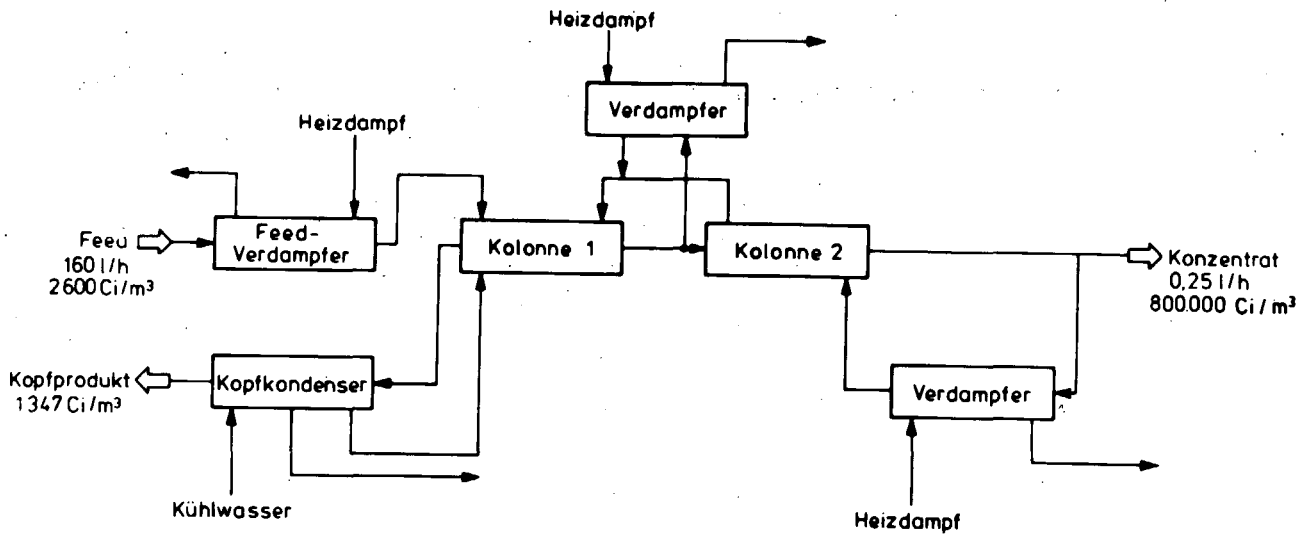 Heizdampf
Verdampfer
Heizdampf
Feed-
Verdampfer
Feed
160 l/h
2600 Ci/m³
Kolonne 1
Kolonne 2
Konzentrat
0,25 l/h
800.000 Ci/m³
Kopfprodukt
1347 Ci/m³
Kopfkondenser
Verdampfer
Kühlwasser
Heizdampf